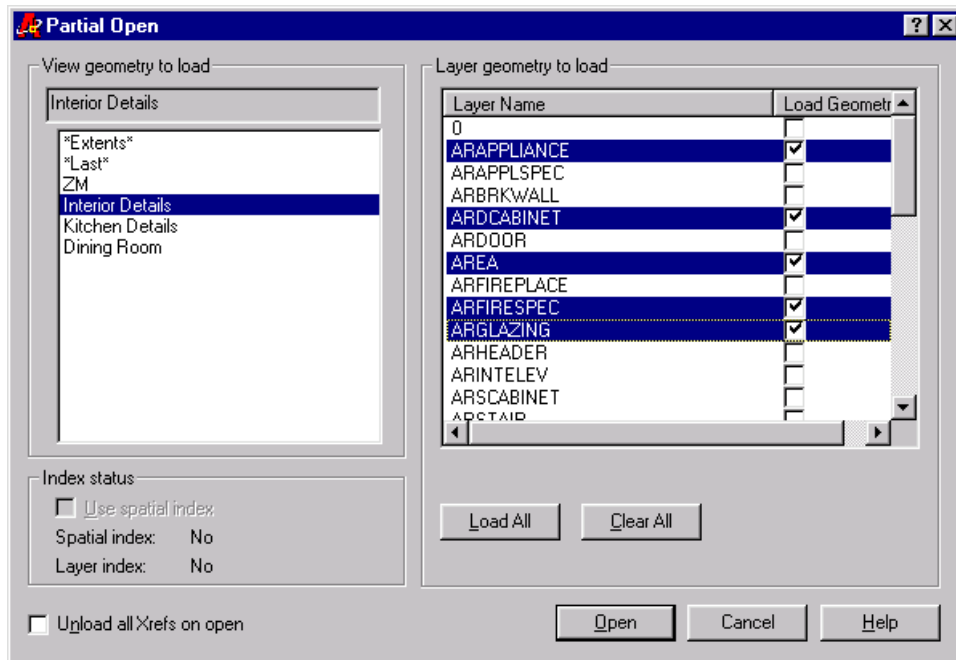 Partial Open
View geometry to load
Interior Details
*Extents*
*Last*
ZM
Interior Details
Kitchen Details
Dining Room
Index status
Use spatial index
Spatial index: No
Layer index: No
Unload all Xrefs on open
Layer geometry to load
Layer Name Load Geometr
0
ARAPPLIANCE
ARAPPLSPEC
ARBRKWALL
ARDCABINET
ARDOOR
AREA
ARFIREPLACE
ARFIRESPEC
ARGLAZING
ARHEADER
ARINTELEV
ARSCABINET
ARSTAIR
Load All Clear All
Open Cancel Help